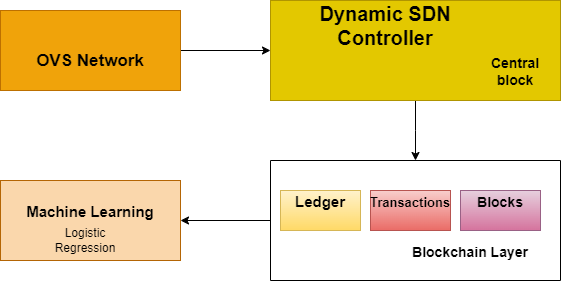 OVS Network
Dynamic SDN
Controller
Central
block
Machine Learning
Logistic
Regression
Ledger
Transactions
Blocks
Blockchain Layer